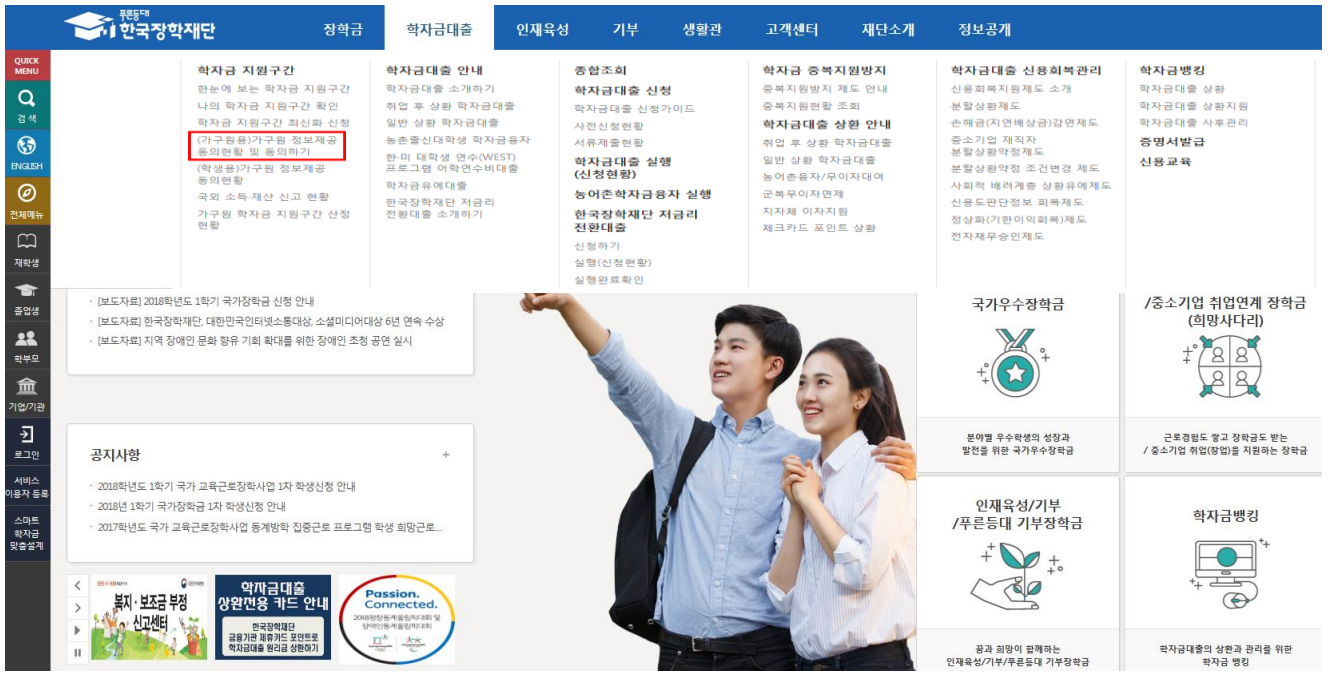 푸른등대
한국장학재단
장학금
학자금대출
인재육성
기부
생활관
고객센터
재단소개
정보공개
QUICK
MENU
검색
ENGLISH
전체메뉴
재학생
졸업생
학부모
기업/기관
로그인
서비스
이용자 등록
스마트
학자금
맞춤설계
학자금 지원구간
한눈에 보는 학자금 지원구간
나의 학자금 지원구간 확인
학자금 지원구간 최신화 신청
(가구원용)가구원 정보제공
동의현황 및 동의하기
(학생용)가구원 정보제공
동의현황
국외 소득·재산 신고 현황
가구원 학자금 지원구간 산정
현황
학자금대출 안내
학자금대출 소개하기
취업 후 상환 학자금대출
일반 상환 학자금대출
농촌출신대학생 학자금융자
한·미 대학생 연수(WEST)
프로그램 어학연수비대출
학자금유예대출
한국장학재단 저금리
전환대출 소개하기
종합조회
학자금대출 신청
학자금대출 신청가이드
사전신청현황
서류제출현황
학자금대출 실행
(신청현황)
농어촌학자금융자 실행
한국장학재단 저금리
전환대출
신청하기
실행(신청현황)
실행완료확인
학자금 중복지원방지
중복지원방지 제도 안내
중복지원현황 조회
학자금대출 상환 안내
취업 후 상환 학자금대출
일반 상환 학자금대출
농어촌융자/무이자대여
군복무이자면제
지자체 이자지원
체크카드 포인트 상환
학자금대출 신용회복관리
신용회복지원제도 소개
분할상환제도
손해금(지연배상금)감면제도
중소기업 재직자
분할상환약정제도
분할상환약정 조건변경 제도
사회적 배려계층 상환유예제도
신용도판단정보 회복제도
정상화(기한이익회복)제도
전자채무승인제도
학자금뱅킹
학자금대출 상환
학자금대출 상환지원
학자금대출 사후관리
증명서발급
신용교육
· [보도자료] 2018학년도 1학기 국가장학금 신청 안내
· [보도자료] 한국장학재단, 대한민국인터넷소통대상, 소셜미디어대상 6년 연속 수상
· [보도자료] 지역 장애인 문화 향유 기회 확대를 위한 장애인 초청 공연 실시
공지사항 +
· 2018학년도 1학기 국가 교육근로장학사업 1차 학생신청 안내
· 2018년 1학기 국가장학금 1차 학생신청 안내
· 2017학년도 국가 교육근로장학사업 동계방학 집중근로 프로그램 학생 희망근로...
복지·보조금 부정
신고센터
학자금대출
상환전용 카드 안내
한국장학재단
금융기관 제휴카드 포인트로
학자금대출 원리금 상환하기
Passion.
Connected.
2018평창동계올림픽대회 및
장애인동계올림픽대회
국가우수장학금
분야별 우수학생의 성장과
발전을 위한 국가우수장학금
/중소기업 취업연계 장학금
(희망사다리)
근로경험도 쌓고 장학금도 받는
/ 중소기업 취업(창업)을 지원하는 장학금
인재육성/기부
/푸른등대 기부장학금
꿈과 희망이 함께하는
인재육성/기부/푸른등대 기부장학금
학자금뱅킹
학자금대출의 상환과 관리를 위한
학자금 뱅킹